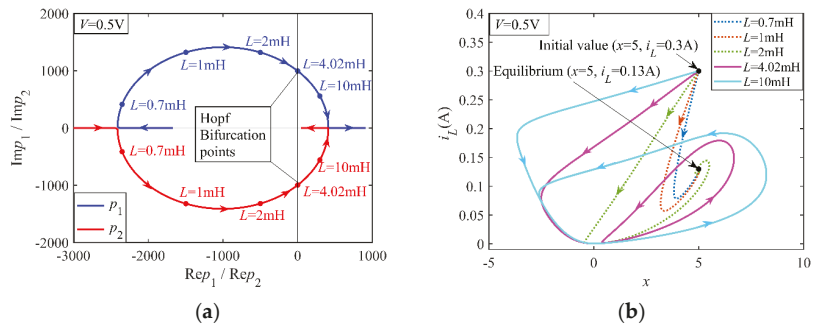 V=0.5V
2000
1000
0
-1000
-2000
Imp₁ / Imp₂
L=2mH
L=1mH
L=4.02mH
L=10mH
L=0.7mH
Hopf
Bifurcation
points
L=0.7mH
L=10mH
L=1mH
L=4.02mH
L=2mH
p₁
p₂
-3000 -2000 -1000 0 1000
Rep₁ / Rep₂
(a)
V=0.5V
0.4
0.35
0.3
0.25
0.2
0.15
0.1
0.05
0
i_L(A)
L=0.7mH
L=1mH
L=2mH
L=4.02mH
L=10mH
Initial value (x=5, i_L=0.3A)
Equilibrium (x=5, i_L=0.13A)
-5 0 5 10
x
(b)